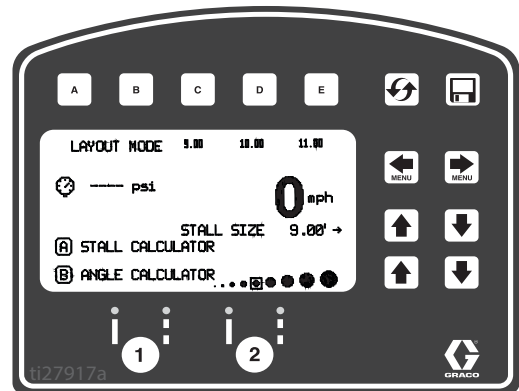 A B C D E
LAYOUT MODE 9.00 10.00 11.00
---- psi
0 mph
MENU MENU
STALL SIZE 9.00' →
A STALL CALCULATOR
B ANGLE CALCULATOR
1 2
ti27917a
GRACO